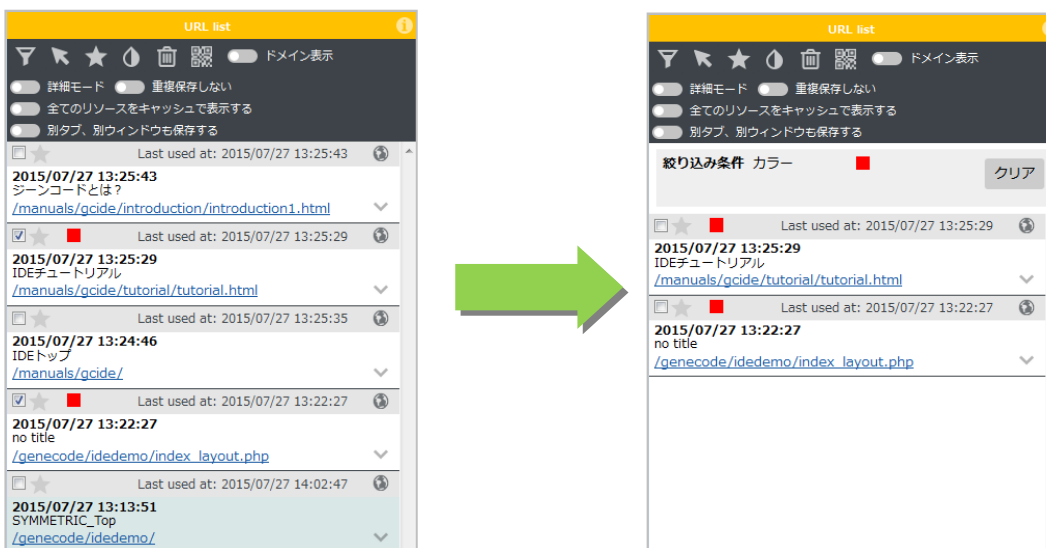 URL list
ドメイン表示
詳細モード 重複保存しない
全てのリソースをキャッシュで表示する
別タブ、別ウィンドウも保存する
Last used at: 2015/07/27 13:25:43
2015/07/27 13:25:43
ジーンコードとは？
/manuals/gcide/introduction/introduction1.html
Last used at: 2015/07/27 13:25:29
2015/07/27 13:25:29
IDEチュートリアル
/manuals/gcide/tutorial/tutorial.html
Last used at: 2015/07/27 13:25:35
2015/07/27 13:24:46
IDEトップ
/manuals/gcide/
Last used at: 2015/07/27 13:22:27
2015/07/27 13:22:27
no title
/genecode/idedemo/index_layout.php
Last used at: 2015/07/27 14:02:47
2015/07/27 13:13:51
SYMMETRIC_Top
/genecode/idedemo/
URL list
ドメイン表示
詳細モード 重複保存しない
全てのリソースをキャッシュで表示する
別タブ、別ウィンドウも保存する
絞り込み条件 カラー
クリア
Last used at: 2015/07/27 13:25:29
2015/07/27 13:25:29
IDEチュートリアル
/manuals/gcide/tutorial/tutorial.html
Last used at: 2015/07/27 13:22:27
2015/07/27 13:22:27
no title
/genecode/idedemo/index_layout.php